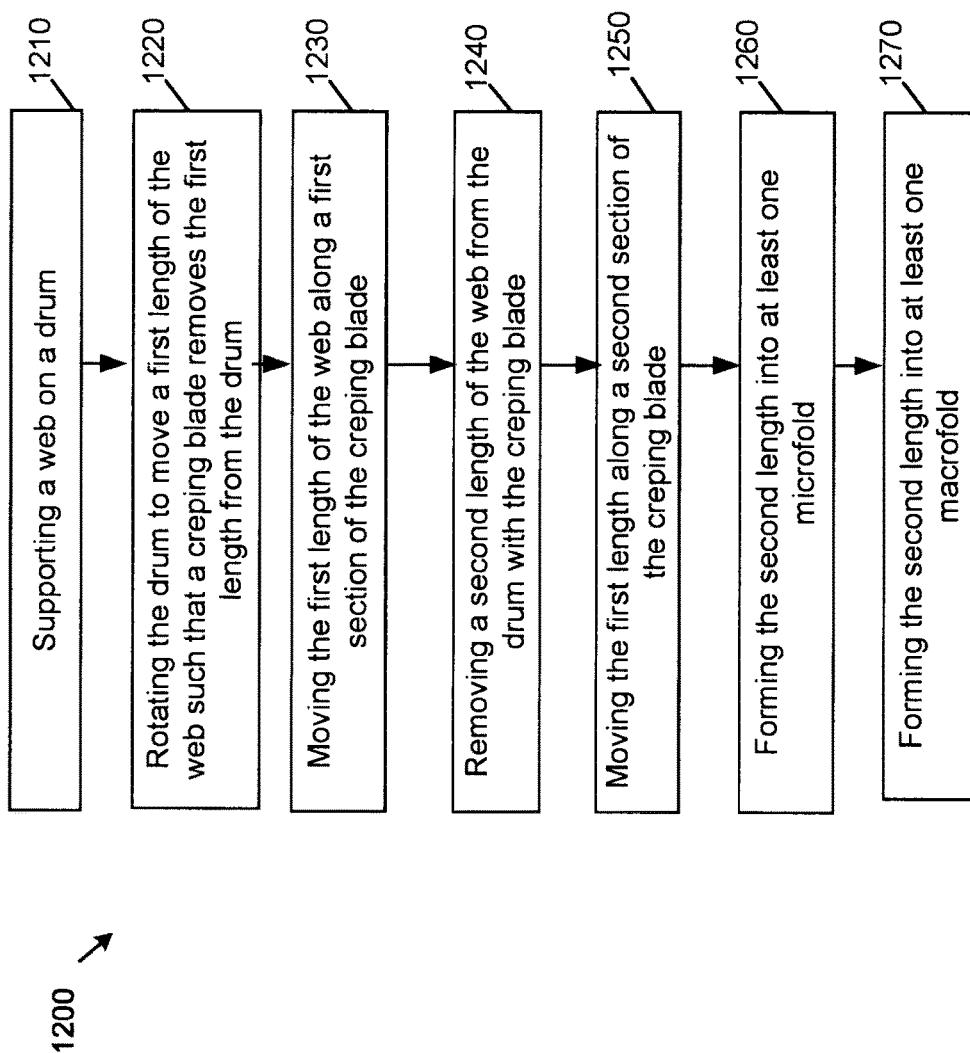 1200
Supporting a web on a drum
1210
Rotating the drum to move a first length of the
web such that a creping blade removes the first
length from the drum
1220
Moving the first length of the web along a first
section of the creping blade
1230
Removing a second length of the web from the
drum with the creping blade
1240
Moving the first length along a second section of
the creping blade
1250
Forming the second length into at least one
microfold
1260
Forming the second length into at least one
macrofold
1270